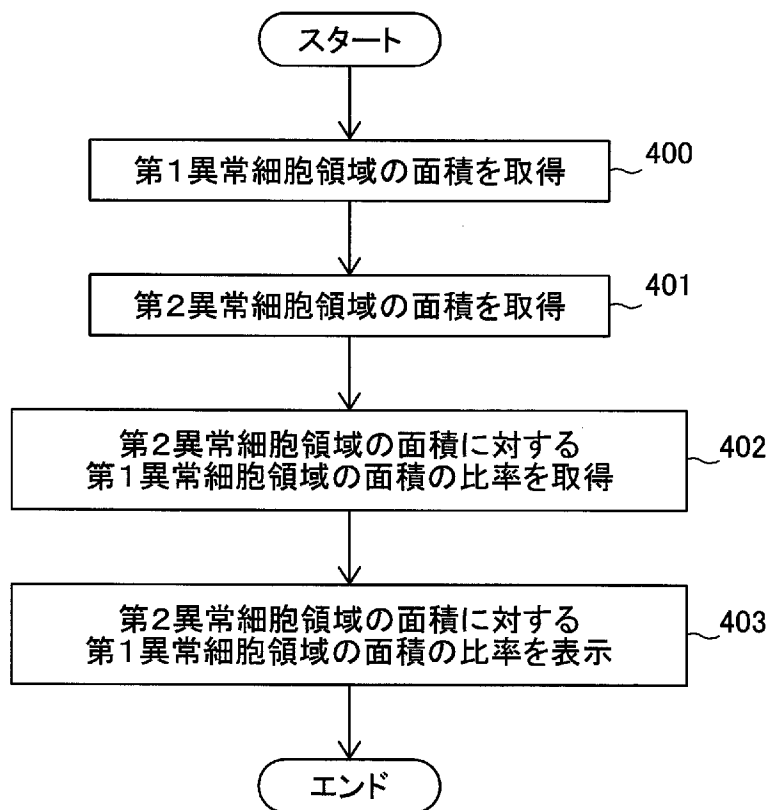 スタート
第1異常細胞領域の面積を取得
400
第2異常細胞領域の面積を取得
401
第2異常細胞領域の面積に対する
第1異常細胞領域の面積の比率を取得
402
第2異常細胞領域の面積に対する
第1異常細胞領域の面積の比率を表示
403
エンド